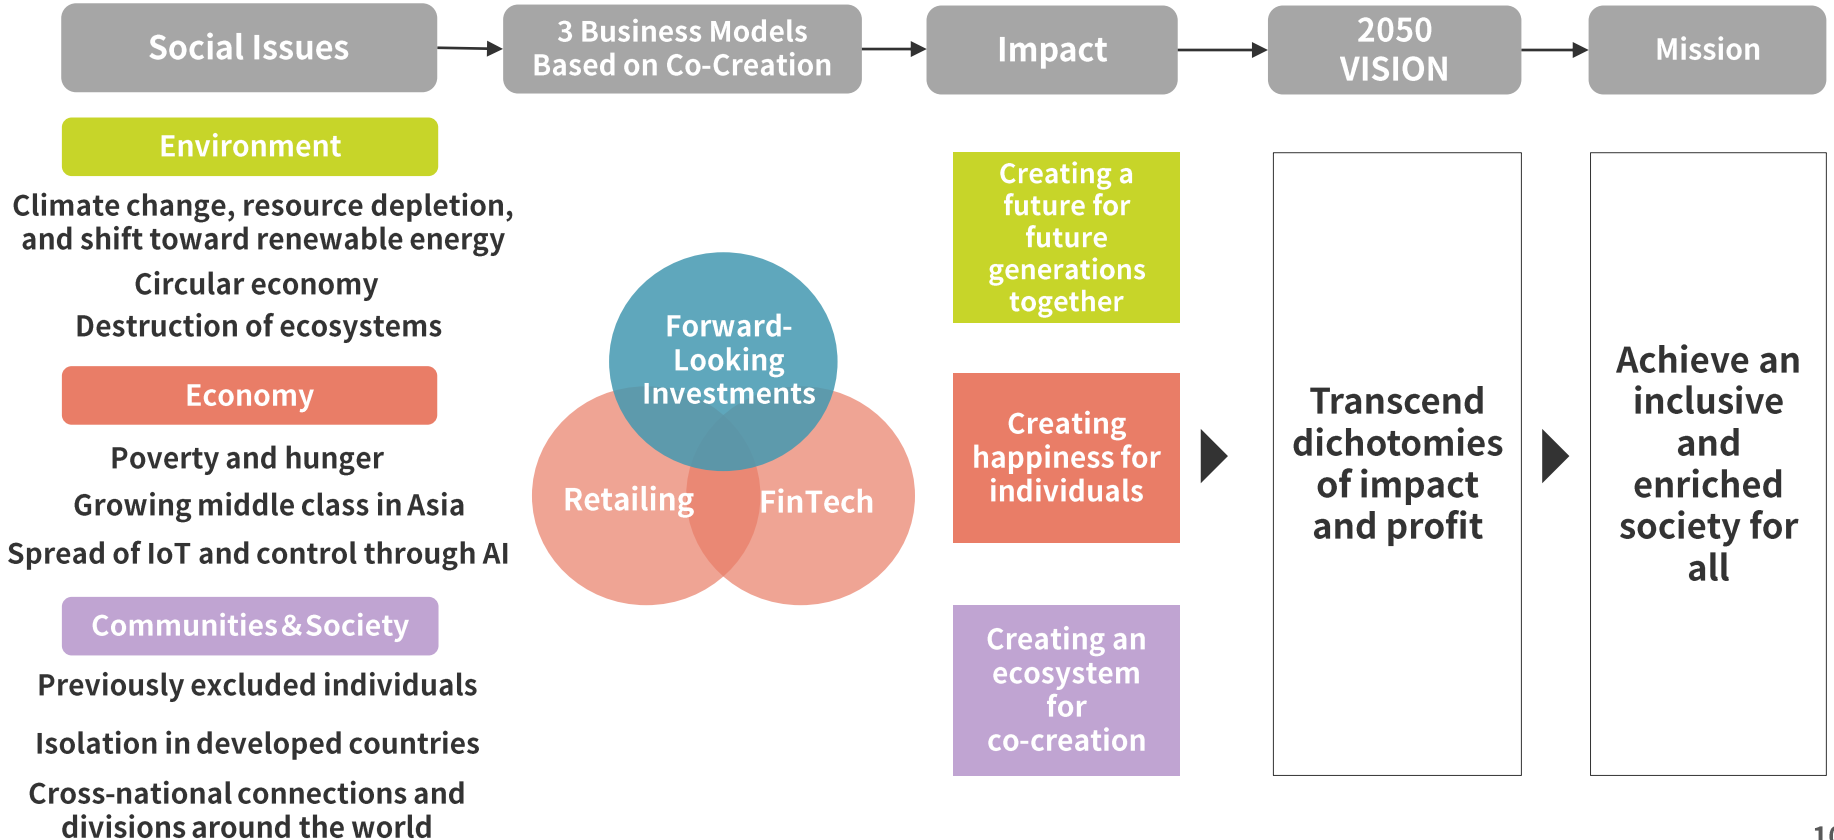 Social Issues
3 Business Models
Based on Co-Creation
Impact
2050
VISION
Mission
Environment
Climate change, resource depletion,
and shift toward renewable energy
Circular economy
Destruction of ecosystems
Economy
Poverty and hunger
Growing middle class in Asia
Spread of IoT and control through AI
Communities & Society
Previously excluded individuals
Isolation in developed countries
Cross-national connections and
divisions around the world
Forward-
Looking
Investments
Retailing
FinTech
Creating a
future for
future
generations
together
Creating
happiness for
individuals
Creating an
ecosystem
for
co-creation
Transcend
dichotomies
of impact
and profit
Achieve an
inclusive
and
enriched
society for
all